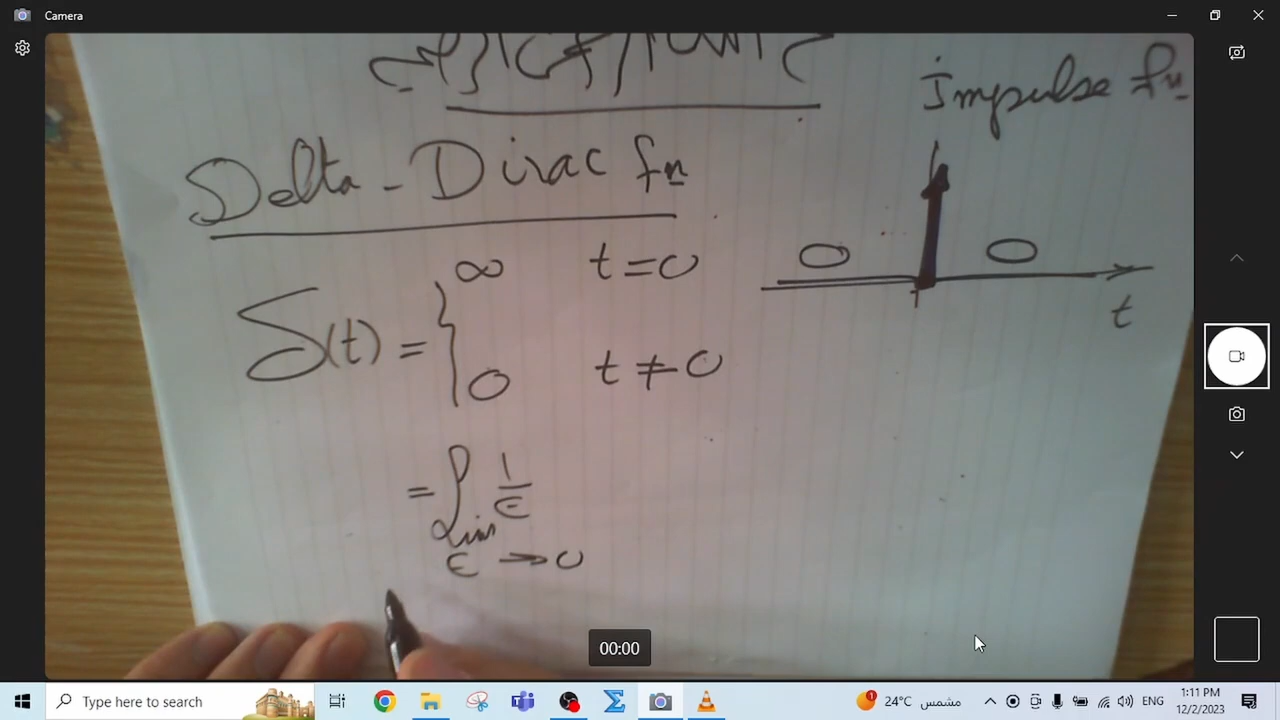 Camera
Impulse fn
Delta - Dirac fn
δ(t) = { ∞ t = 0
0 t ≠ 0
0 0
t
= Lim 1/ε
ε → 0
00:00
Type here to search
24°C مشمس
ENG
1:11 PM
12/2/2023